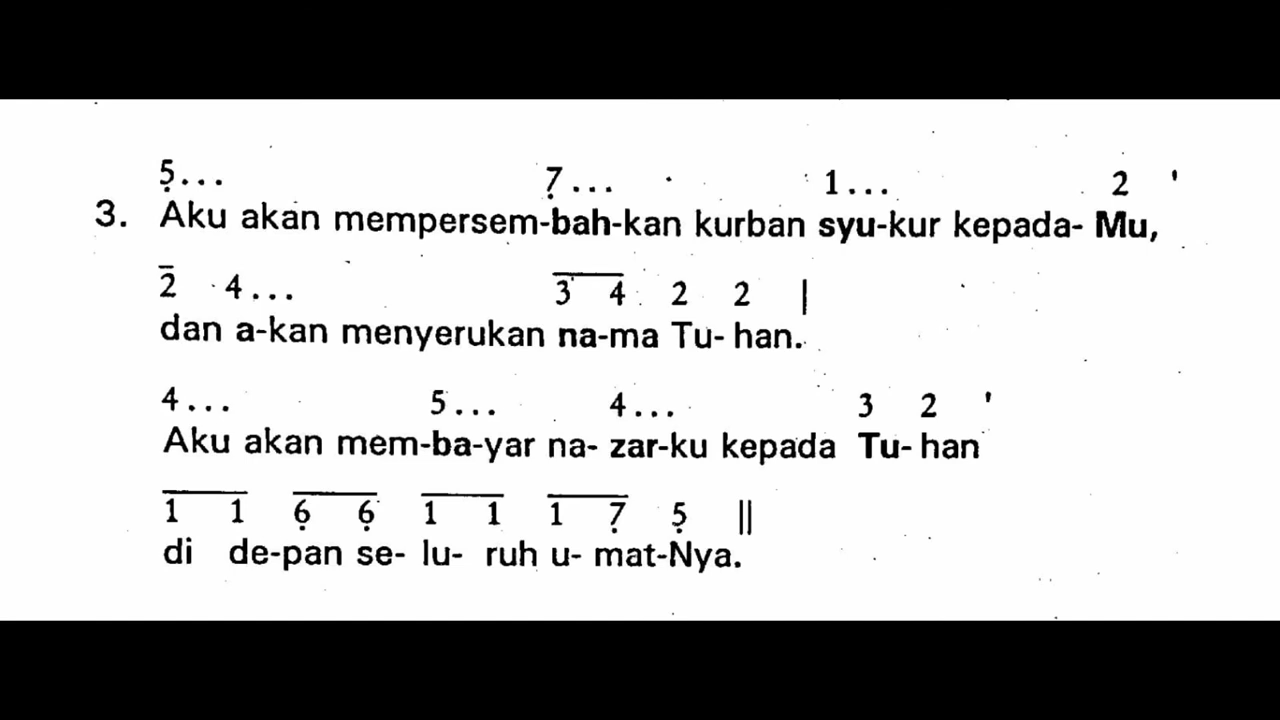 5̣... 7̣... 1... 2 '
3. Aku akan mempersem-bah-kan kurban syu-kur kepada- Mu,
2̅ 4... 3̅ 4̅ 2 2 |
dan a-kan menyerukan na-ma Tu- han.
4... 5... 4... 3 2 '
Aku akan mem-ba-yar na- zar-ku kepada Tu- han
1̅ 1̅ 6̣̅ 6̣̅ 1̅ 1̅ 1̅ 7̣̅ 5̣ ||
di de-pan se- lu- ruh u- mat-Nya.